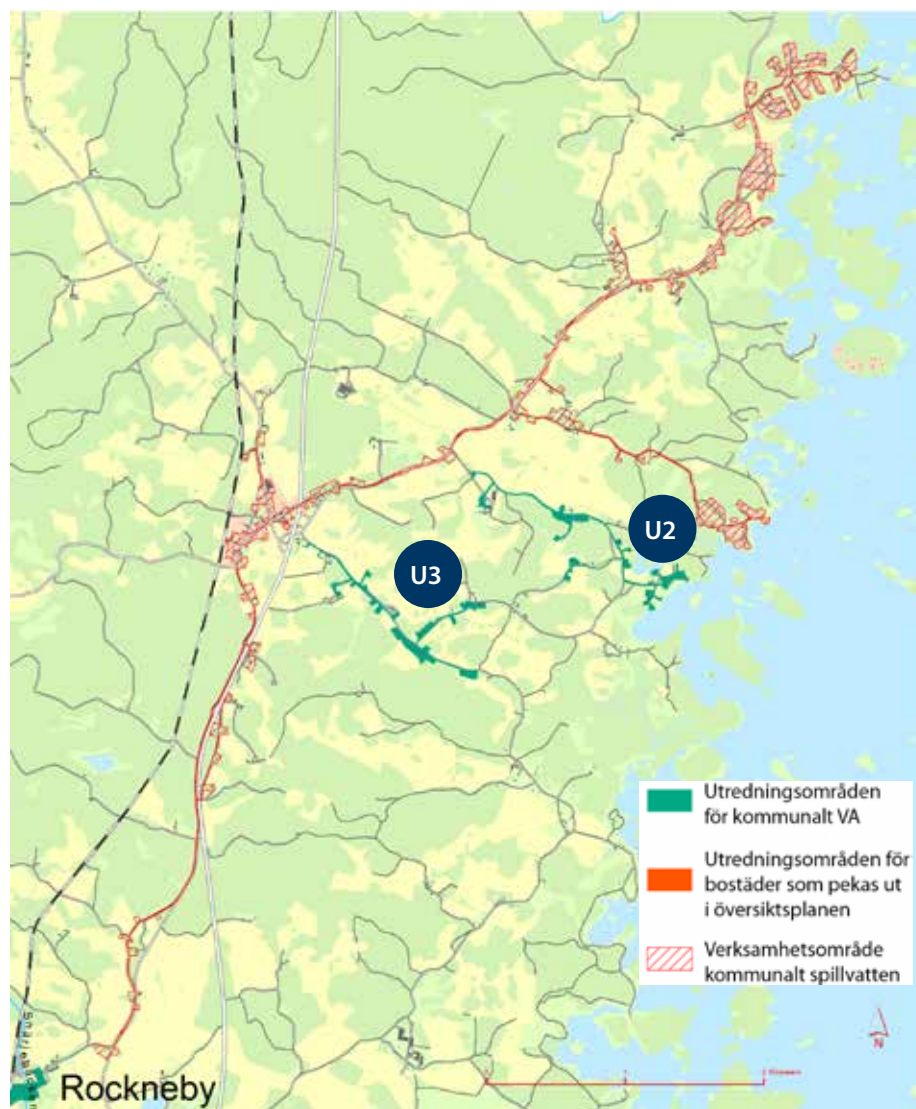 U2
U3
Utredningsområden
för kommunalt VA
Utredningsområden för
bostäder som pekas ut
i översiktsplanen
Verksamhetsområde
kommunalt spillvatten
N
Rockneby